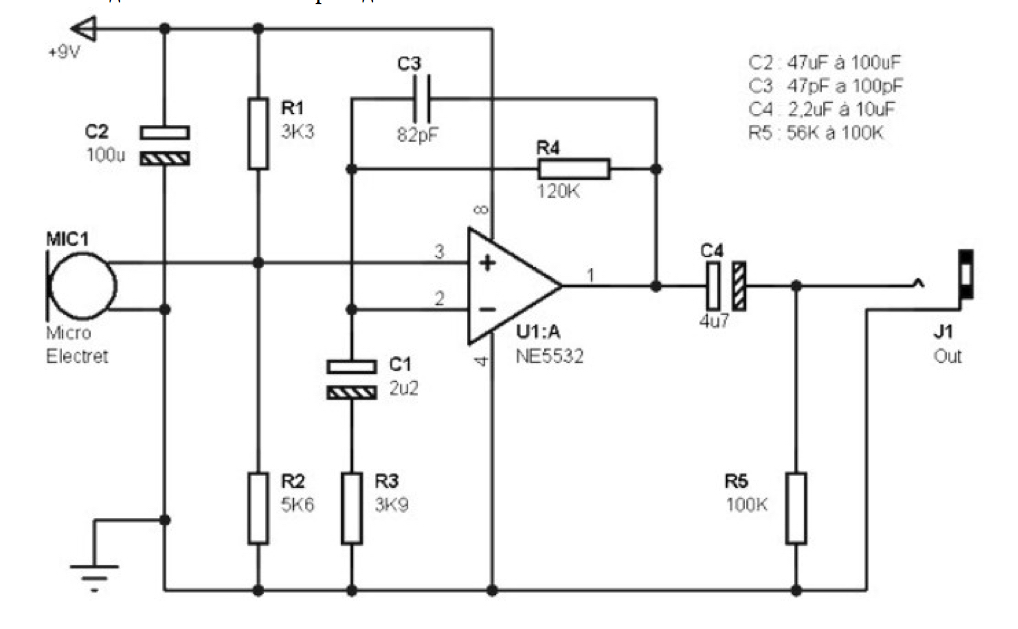 +9V
C2
100u
R1
3K3
C3
82pF
R4
120K
C2 : 47uF à 100uF
C3 47pF a 100pF
C4 . 2,2uF à 10uF
R5 : 56K à 100K
MIC1
Micro
Electret
3
+
2
−
8
4
1
U1:A
NE5532
C1
2u2
C4
4u7
J1
Out
R2
5K6
R3
3K9
R5
100K